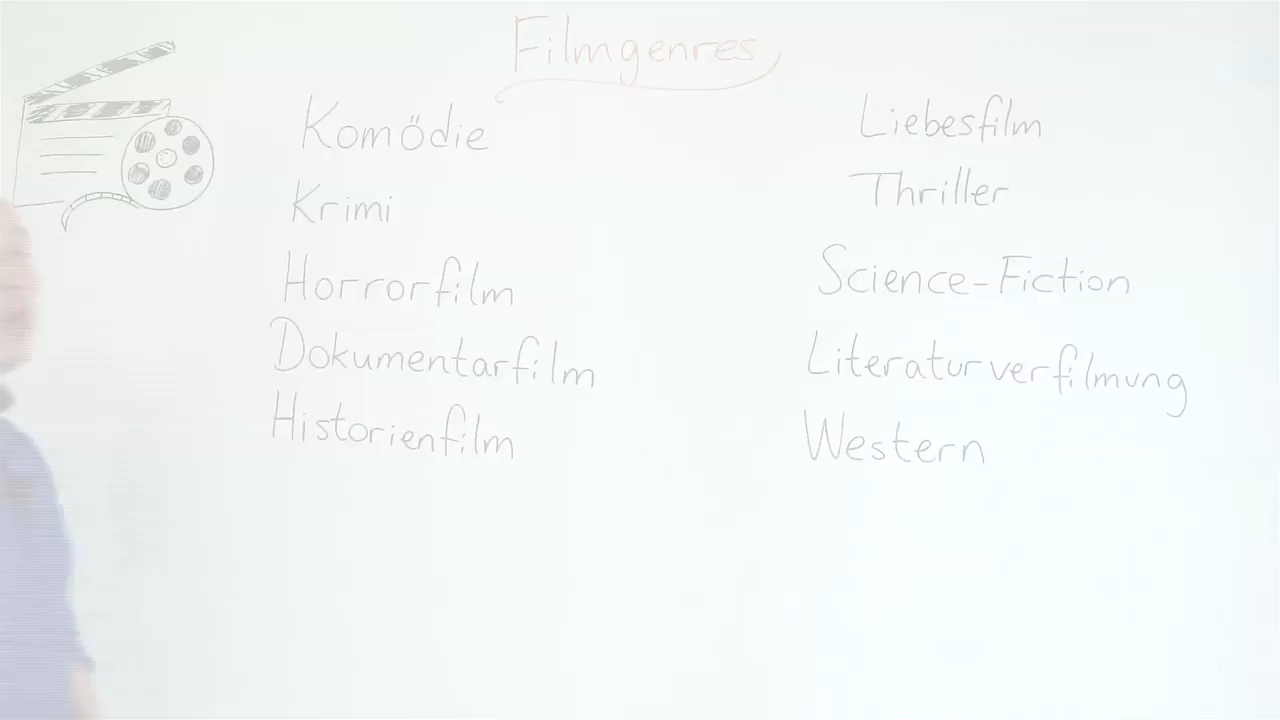 Filmgenres
Komödie
Krimi
Horrorfilm
Dokumentarfilm
Historienfilm
Liebesfilm
Thriller
Science-Fiction
Literaturverfilmung
Western